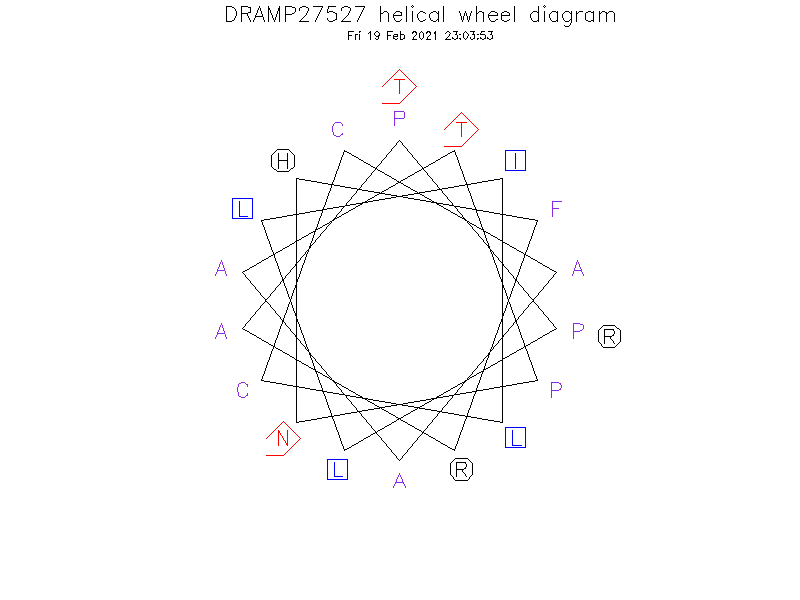 DRAMP27527 helical wheel diagram
Fri 19 Feb 2021 23:03:53
T
C P T
H I
L F
A A
A P R
C P
N L
L A R